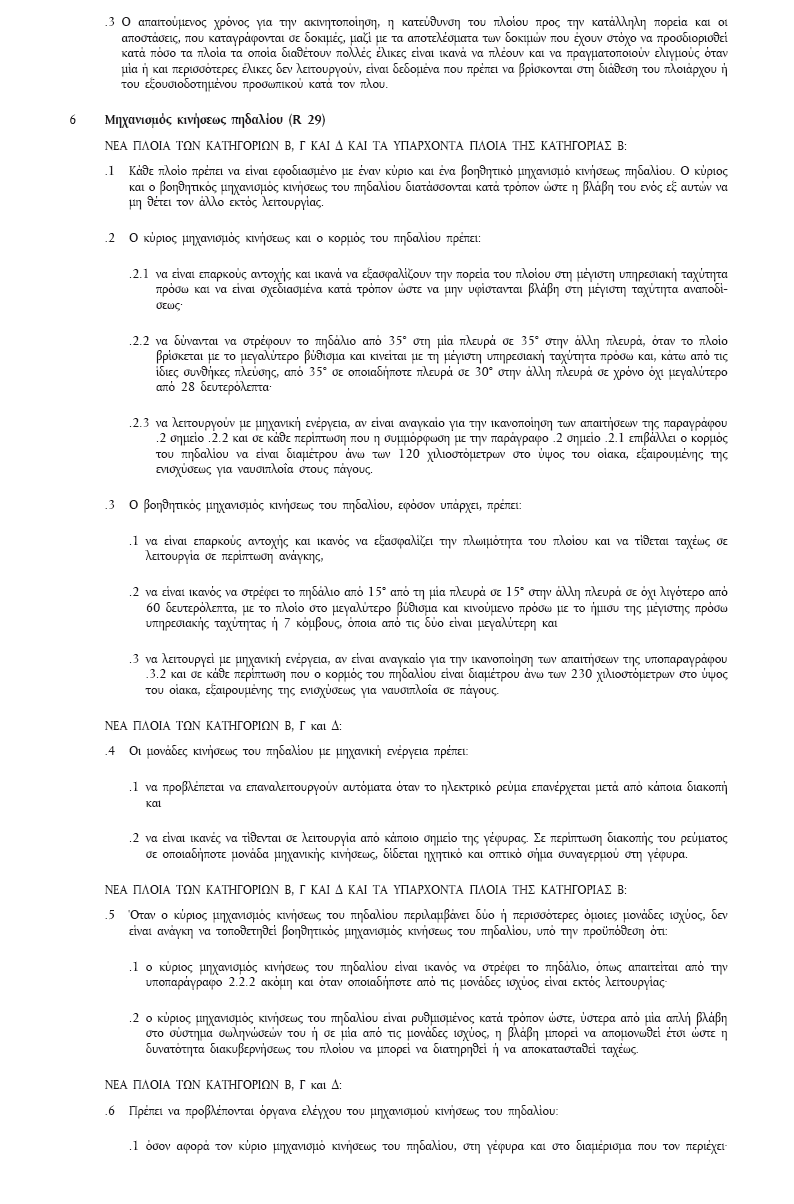 .3 Ο απαιτούμενος χρόνος για την ακινητοποίηση, η κατεύθυνση του πλοίου προς την κατάλληλη πορεία και οι
αποστάσεις, που καταγράφονται σε δοκιμές, μαζί με τα αποτελέσματα των δοκιμών που έχουν στόχο να προσδιορισθεί
κατά πόσο τα πλοία τα οποία διαθέτουν πολλές έλικες είναι ικανά να πλέουν και να πραγματοποιούν ελιγμούς όταν
μία ή και περισσότερες έλικες δεν λειτουργούν, είναι δεδομένα που πρέπει να βρίσκονται στη διάθεση του πλοιάρχου ή
του εξουσιοδοτημένου προσωπικού κατά τον πλου.
6 Μηχανισμός κινήσεως πηδαλίου (R 29)
ΝΕΑ ΠΛΟΙΑ ΤΩΝ ΚΑΤΗΓΟΡΙΩΝ Β, Γ ΚΑΙ Δ ΚΑΙ ΤΑ ΥΠΑΡΧΟΝΤΑ ΠΛΟΙΑ ΤΗΣ ΚΑΤΗΓΟΡΙΑΣ Β:
.1 Κάθε πλοίο πρέπει να είναι εφοδιασμένο με έναν κύριο και ένα βοηθητικό μηχανισμό κινήσεως πηδαλίου. Ο κύριος
και ο βοηθητικός μηχανισμός κινήσεως του πηδαλίου διατάσσονται κατά τρόπον ώστε η βλάβη του ενός εξ αυτών να
μη θέτει τον άλλο εκτός λειτουργίας.
.2 Ο κύριος μηχανισμός κινήσεως και ο κορμός του πηδαλίου πρέπει:
.2.1 να είναι επαρκούς αντοχής και ικανά να εξασφαλίζουν την πορεία του πλοίου στη μέγιστη υπηρεσιακή ταχύτητα
πρόσω και να είναι σχεδιασμένα κατά τρόπον ώστε να μην υφίστανται βλάβη στη μέγιστη ταχύτητα αναποδί-
σεως·
.2.2 να δύνανται να στρέφουν το πηδάλιο από 35° στη μία πλευρά σε 35° στην άλλη πλευρά, όταν το πλοίο
βρίσκεται με το μεγαλύτερο βύθισμα και κινείται με τη μέγιστη υπηρεσιακή ταχύτητα πρόσω και, κάτω από τις
ίδιες συνθήκες πλεύσης, από 35° σε οποιαδήποτε πλευρά σε 30° στην άλλη πλευρά σε χρόνο όχι μεγαλύτερο
από 28 δευτερόλεπτα·
.2.3 να λειτουργούν με μηχανική ενέργεια, αν είναι αναγκαίο για την ικανοποίηση των απαιτήσεων της παραγράφου
.2 σημείο .2.2 και σε κάθε περίπτωση που η συμμόρφωση με την παράγραφο .2 σημείο .2.1 επιβάλλει ο κορμός
του πηδαλίου να είναι διαμέτρου άνω των 120 χιλιοστόμετρων στο ύψος του οίακα, εξαιρουμένης της
ενισχύσεως για ναυσιπλοΐα στους πάγους.
.3 Ο βοηθητικός μηχανισμός κινήσεως του πηδαλίου, εφόσον υπάρχει, πρέπει:
.1 να είναι επαρκούς αντοχής και ικανός να εξασφαλίζει την πλωιμότητα του πλοίου και να τίθεται ταχέως σε
λειτουργία σε περίπτωση ανάγκης,
.2 να είναι ικανός να στρέφει το πηδάλιο από 15° από τη μία πλευρά σε 15° στην άλλη πλευρά σε όχι λιγότερο από
60 δευτερόλεπτα, με το πλοίο στο μεγαλύτερο βύθισμα και κινούμενο πρόσω με το ήμισυ της μέγιστης πρόσω
υπηρεσιακής ταχύτητας ή 7 κόμβους, όποια από τις δύο είναι μεγαλύτερη και
.3 να λειτουργεί με μηχανική ενέργεια, αν είναι αναγκαίο για την ικανοποίηση των απαιτήσεων της υποπαραγράφου
.3.2 και σε κάθε περίπτωση που ο κορμός του πηδαλίου είναι διαμέτρου άνω των 230 χιλιοστόμετρων στο ύψος
του οίακα, εξαιρουμένης της ενισχύσεως για ναυσιπλοΐα σε πάγους.
ΝΕΑ ΠΛΟΙΑ ΤΩΝ ΚΑΤΗΓΟΡΙΩΝ Β, Γ και Δ:
.4 Οι μονάδες κινήσεως του πηδαλίου με μηχανική ενέργεια πρέπει:
.1 να προβλέπεται να επαναλειτουργούν αυτόματα όταν το ηλεκτρικό ρεύμα επανέρχεται μετά από κάποια διακοπή
και
.2 να είναι ικανές να τίθενται σε λειτουργία από κάποιο σημείο της γέφυρας. Σε περίπτωση διακοπής του ρεύματος
σε οποιαδήποτε μονάδα μηχανικής κινήσεως, δίδεται ηχητικό και οπτικό σήμα συναγερμού στη γέφυρα.
ΝΕΑ ΠΛΟΙΑ ΤΩΝ ΚΑΤΗΓΟΡΙΩΝ Β, Γ ΚΑΙ Δ ΚΑΙ ΤΑ ΥΠΑΡΧΟΝΤΑ ΠΛΟΙΑ ΤΗΣ ΚΑΤΗΓΟΡΙΑΣ Β:
.5 Όταν ο κύριος μηχανισμός κινήσεως του πηδαλίου περιλαμβάνει δύο ή περισσότερες όμοιες μονάδες ισχύος, δεν
είναι ανάγκη να τοποθετηθεί βοηθητικός μηχανισμός κινήσεως του πηδαλίου, υπό την προϋπόθεση ότι:
.1 ο κύριος μηχανισμός κινήσεως του πηδαλίου είναι ικανός να στρέφει το πηδάλιο, όπως απαιτείται από την
υποπαράγραφο 2.2.2 ακόμη και όταν οποιαδήποτε από τις μονάδες ισχύος είναι εκτός λειτουργίας·
.2 ο κύριος μηχανισμός κινήσεως του πηδαλίου είναι ρυθμισμένος κατά τρόπον ώστε, ύστερα από μία απλή βλάβη
στο σύστημα σωληνώσεών του ή σε μία από τις μονάδες ισχύος, η βλάβη μπορεί να απομονωθεί έτσι ώστε η
δυνατότητα διακυβερνήσεως του πλοίου να μπορεί να διατηρηθεί ή να αποκατασταθεί ταχέως.
ΝΕΑ ΠΛΟΙΑ ΤΩΝ ΚΑΤΗΓΟΡΙΩΝ Β, Γ και Δ:
.6 Πρέπει να προβλέπονται όργανα ελέγχου του μηχανισμού κινήσεως του πηδαλίου:
.1 όσον αφορά τον κύριο μηχανισμό κινήσεως του πηδαλίου, στη γέφυρα και στο διαμέρισμα που τον περιέχει·